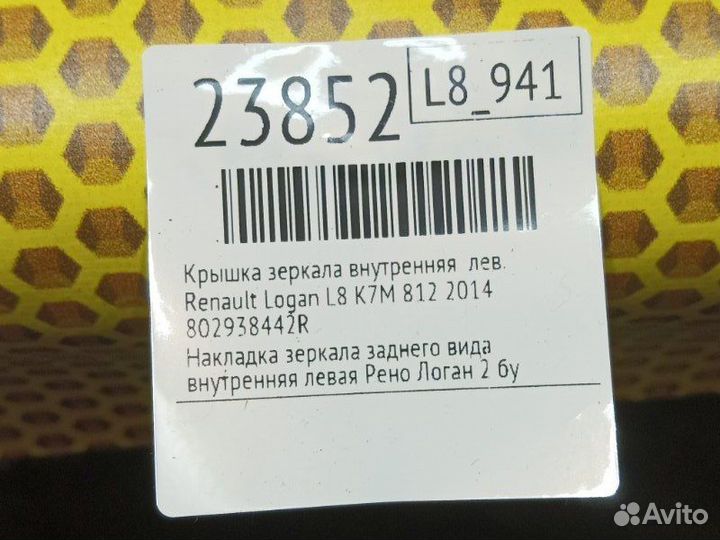 23852
L8_941
Крышка зеркала внутренняя лев.
Renault Logan L8 K7M 812 2014
802938442R
Накладка зеркала заднего вида
внутренняя левая Рено Логан 2 бу
Avito